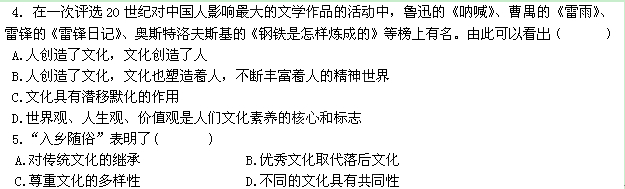 4. 在一次评选20世纪对中国人影响最大的文学作品的活动中，鲁迅的《呐喊》、曹禺的《雷雨》、
雷锋的《雷锋日记》、奥斯特洛夫斯基的《钢铁是怎样炼成的》等榜上有名。由此可以看出（　　）
A.人创造了文化，文化创造了人
B.人创造了文化，文化也塑造着人，不断丰富着人的精神世界
C.文化具有潜移默化的作用
D.世界观、人生观、价值观是人们文化素养的核心和标志
5.“入乡随俗”表明了(　　)
A.对传统文化的继承　　B.优秀文化取代落后文化
C.尊重文化的多样性　　D.不同的文化具有共同性